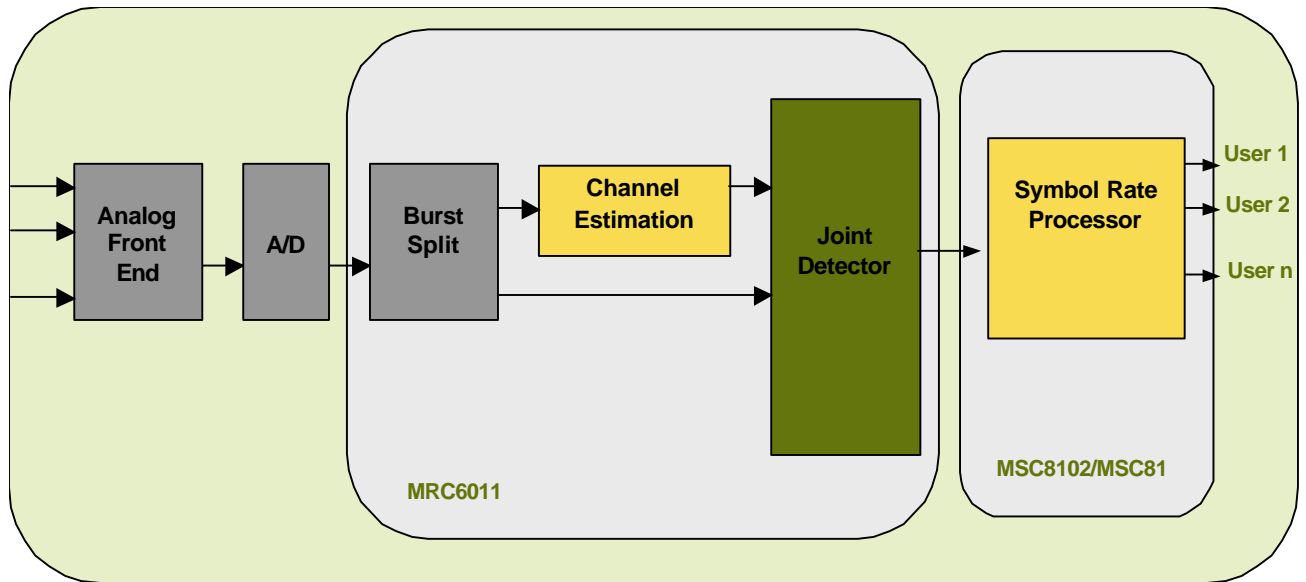 Analog
Front
End
A/D
Burst
Split
Channel
Estimation
Joint
Detector
Symbol Rate
Processor
User 1
User 2
User n
MRC6011
MSC8102/MSC81